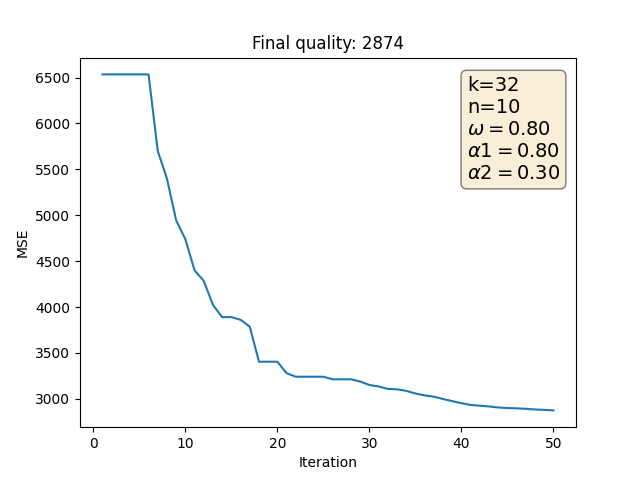 Final quality: 2874
6500
6000
5500
5000
4500
4000
3500
3000
MSE
k=32
n=10
ω = 0.80
α1 = 0.80
α2 = 0.30
0 10 20 30 40 50
Iteration